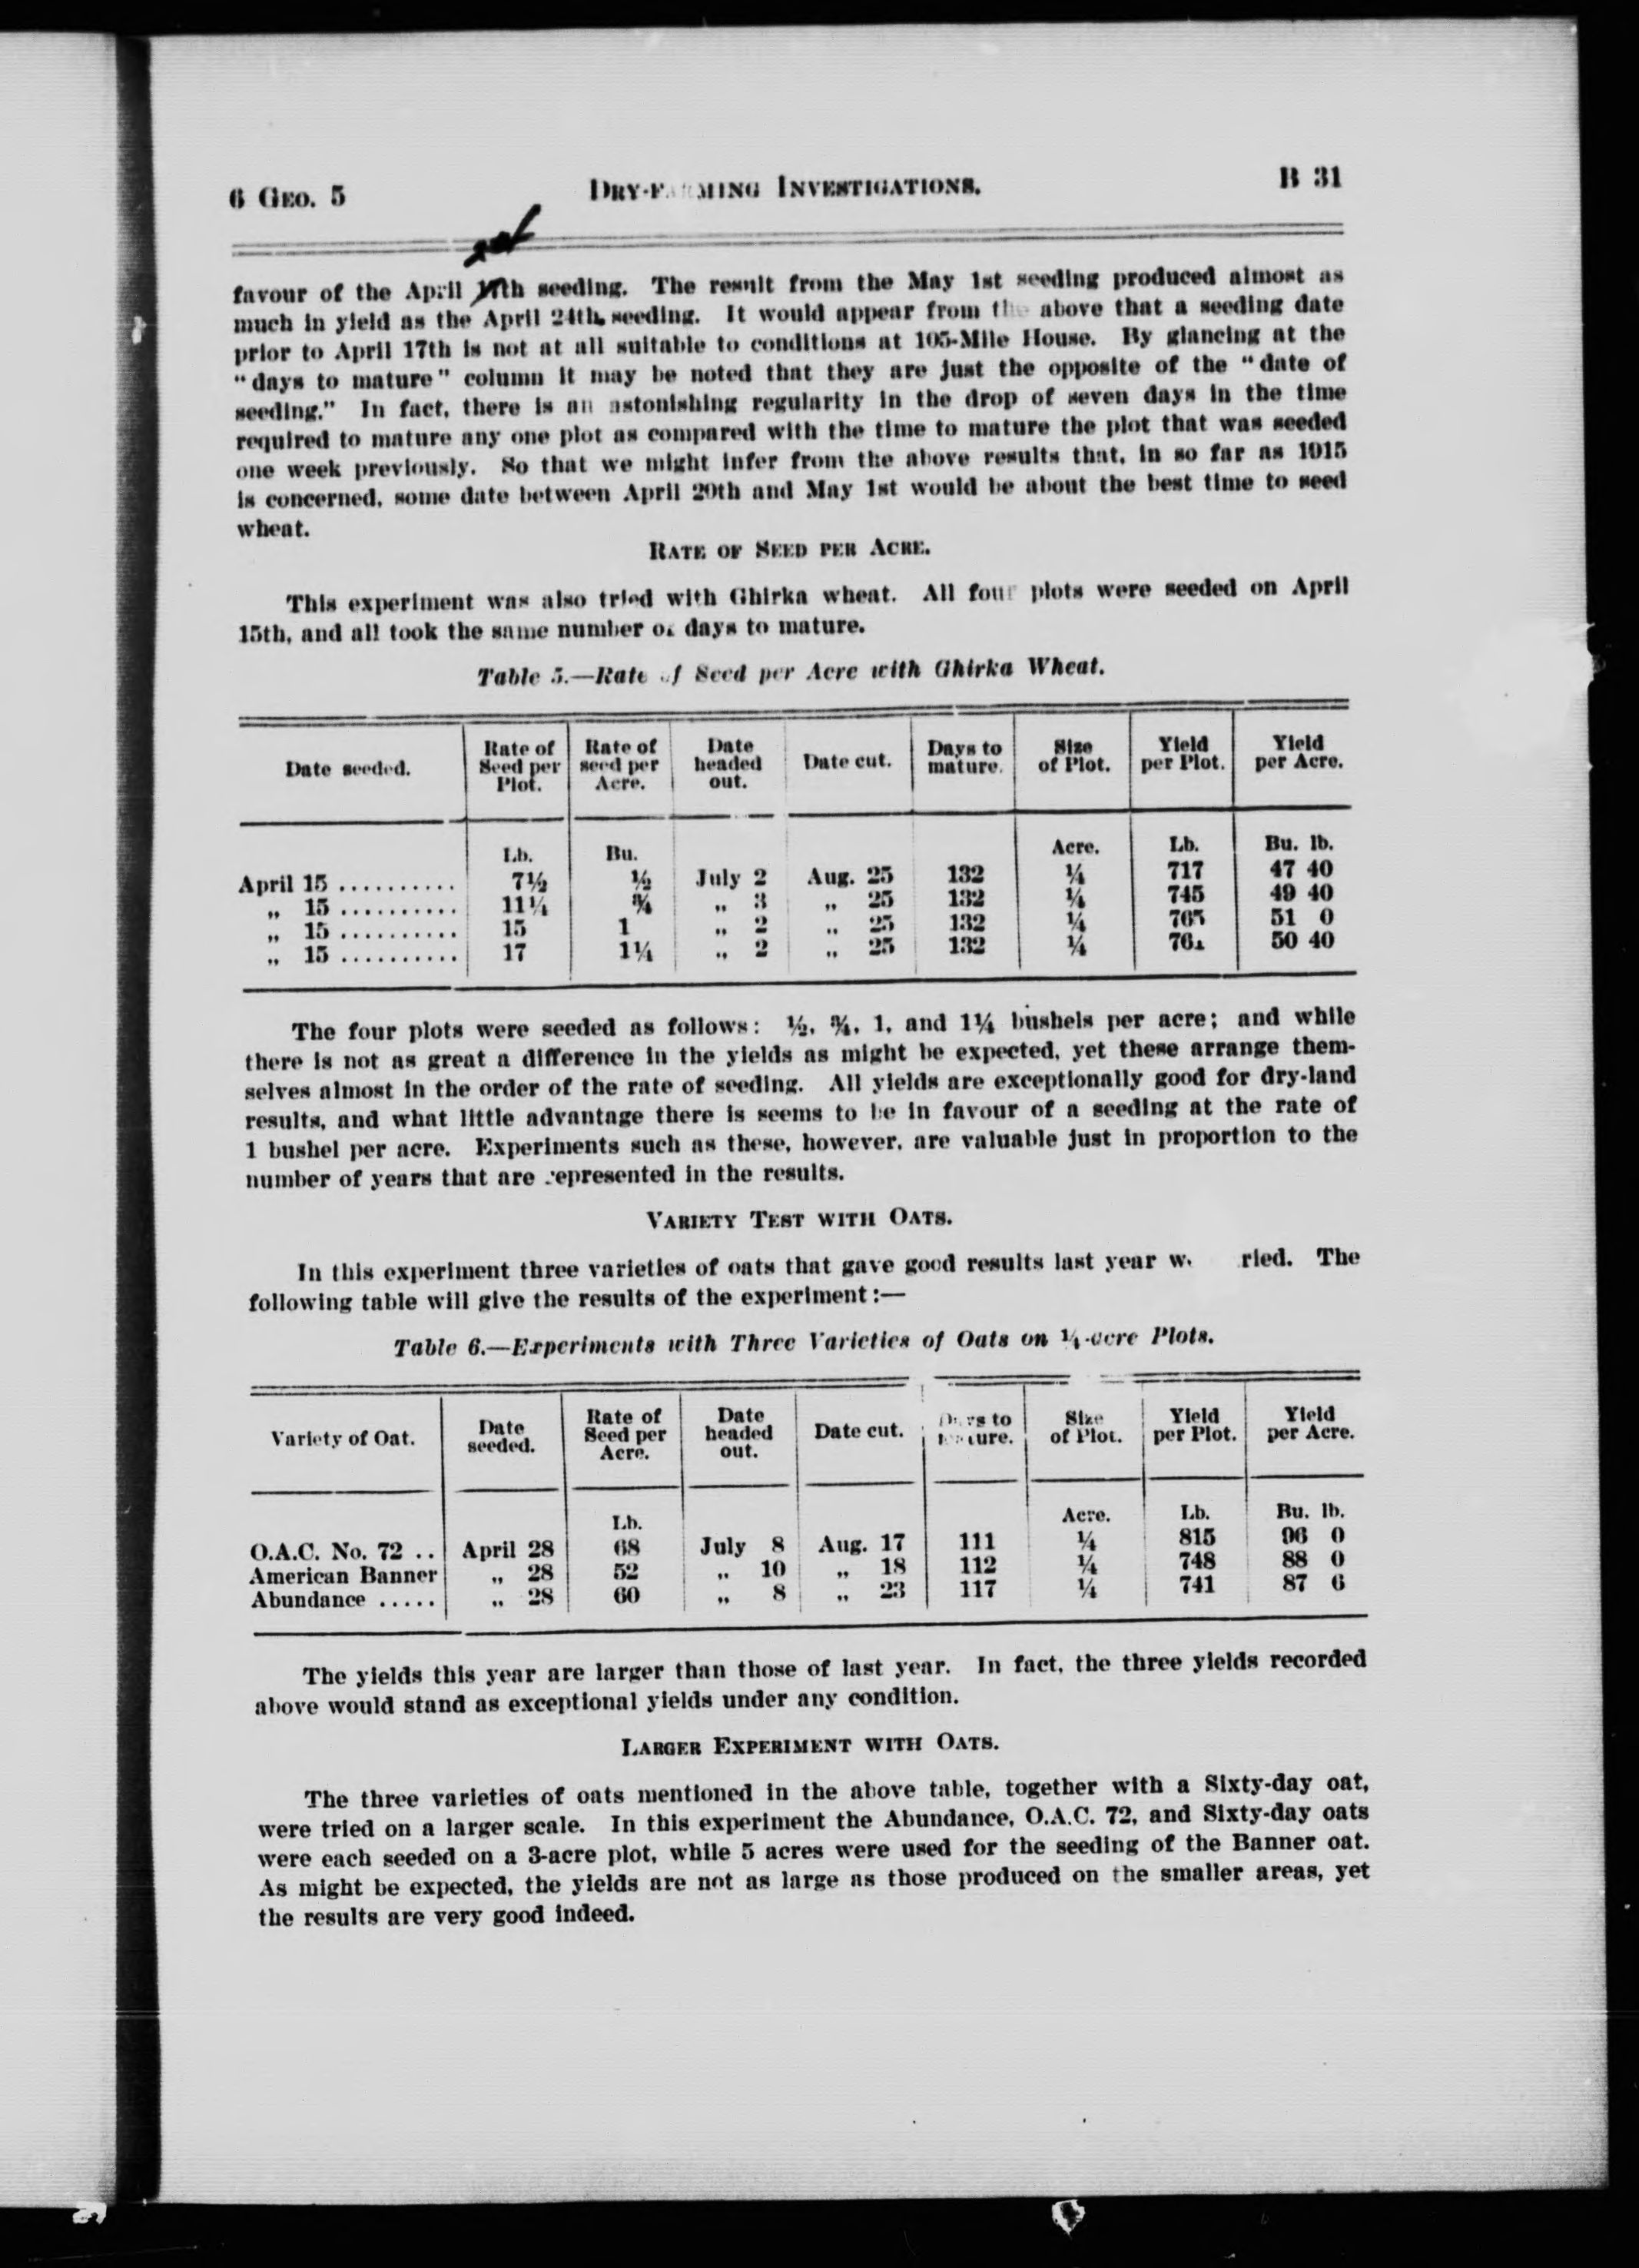 6 GEO. 5 DRY-FARMING INVESTIGATIONS. B 31
favour of the April 17th seeding. The result from the May 1st seeding produced almost as
much in yield as the April 24th seeding. It would appear from the above that a seeding date
prior to April 17th is not at all suitable to conditions at 105-Mile House. By glancing at the
"days to mature" column it may be noted that they are just the opposite of the "date of
seeding." In fact, there is an astonishing regularity in the drop of seven days in the time
required to mature any one plot as compared with the time to mature the plot that was seeded
one week previously. So that we might infer from the above results that, in so far as 1915
is concerned, some date between April 20th and May 1st would be about the best time to seed
wheat.
RATE OF SEED PER ACRE.
This experiment was also tried with Ghirka wheat. All four plots were seeded on April
15th, and all took the same number of days to mature.
Table 5.—Rate of Seed per Acre with Ghirka Wheat.
Date seeded. Rate of Seed per Plot. Rate of seed per Acre. Date headed out. Date cut. Days to mature. Size of Plot. Yield per Plot. Yield per Acre.
Lb. Bu. Acre. Lb. Bu. lb.
April 15 .......... 7½ ½ July 2 Aug. 25 132 ¼ 717 47 40
„ 15 .......... 11¼ ¾ „ 3 „ 25 132 ¼ 745 49 40
„ 15 .......... 15 1 „ 2 „ 25 132 ¼ 765 51 0
„ 15 .......... 17 1¼ „ 2 „ 25 132 ¼ 50 40
The four plots were seeded as follows: ½, ¾, 1, and 1¼ bushels per acre; and while
there is not as great a difference in the yields as might be expected, yet these arrange them-
selves almost in the order of the rate of seeding. All yields are exceptionally good for dry-land
results, and what little advantage there is seems to be in favour of a seeding at the rate of
1 bushel per acre. Experiments such as these, however, are valuable just in proportion to the
number of years that are represented in the results.
VARIETY TEST WITH OATS.
In this experiment three varieties of oats that gave good results last year w ried. The
following table will give the results of the experiment:—
Table 6.—Experiments with Three Varieties of Oats on ¼-acre Plots.
Variety of Oat. Date seeded. Rate of Seed per Acre. Date headed out. Date cut. Days to mature. Size of Plot. Yield per Plot. Yield per Acre.
Lb. Acre. Lb. Bu. lb.
O.A.C. No. 72 .. April 28 68 July 8 Aug. 17 111 ¼ 815 96 0
American Banner „ 28 52 „ 10 „ 18 112 ¼ 748 88 0
Abundance ..... „ 28 60 „ 8 „ 23 117 ¼ 741 87 6
The yields this year are larger than those of last year. In fact, the three yields recorded
above would stand as exceptional yields under any condition.
LARGER EXPERIMENT WITH OATS.
The three varieties of oats mentioned in the above table, together with a Sixty-day oat,
were tried on a larger scale. In this experiment the Abundance, O.A.C. 72, and Sixty-day oats
were each seeded on a 3-acre plot, while 5 acres were used for the seeding of the Banner oat.
As might be expected, the yields are not as large as those produced on the smaller areas, yet
the results are very good indeed.